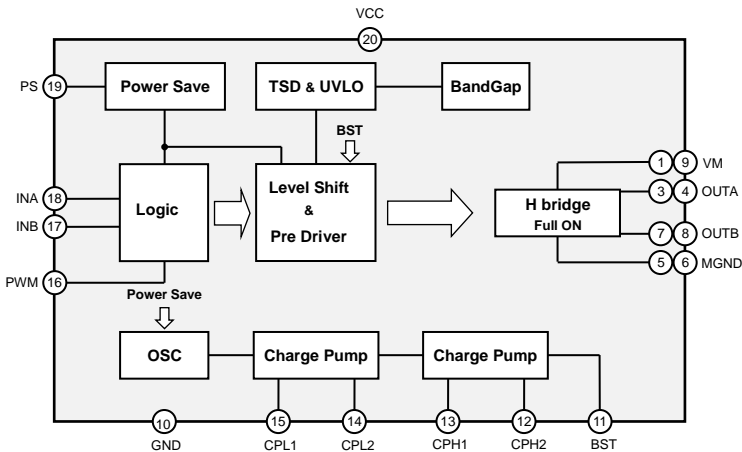 VCC
20
PS 19
Power Save
TSD & UVLO
BandGap
BST
1 9 VM
INA 18
Logic
Level Shift
&
Pre Driver
H bridge
Full ON
3 4 OUTA
INB 17
7 8 OUTB
5 6 MGND
PWM 16
Power Save
OSC
Charge Pump
Charge Pump
10
15
14
13
12
11
GND
CPL1
CPL2
CPH1
CPH2
BST